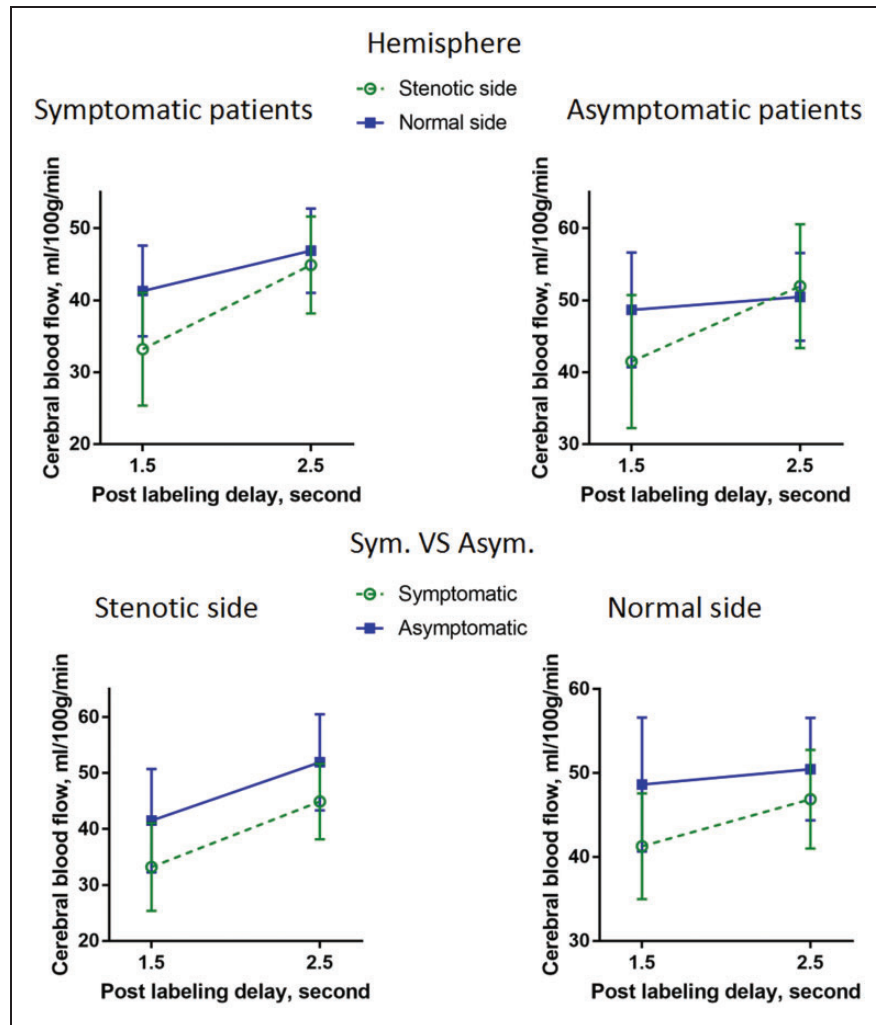 Hemisphere
Symptomatic patients
Stenotic side
Normal side
Asymptomatic patients
Cerebral blood flow, ml/100g/min
50
40
30
20
1.5
2.5
Post labeling delay, second
Cerebral blood flow, ml/100g/min
60
50
40
30
1.5
2.5
Post labeling delay, second
Sym. VS Asym.
Stenotic side
Symptomatic
Asymptomatic
Normal side
Cerebral blood flow, ml/100g/min
60
50
40
30
20
1.5
2.5
Post labeling delay, second
Cerebral blood flow, ml/100g/min
60
50
40
30
1.5
2.5
Post labeling delay, second